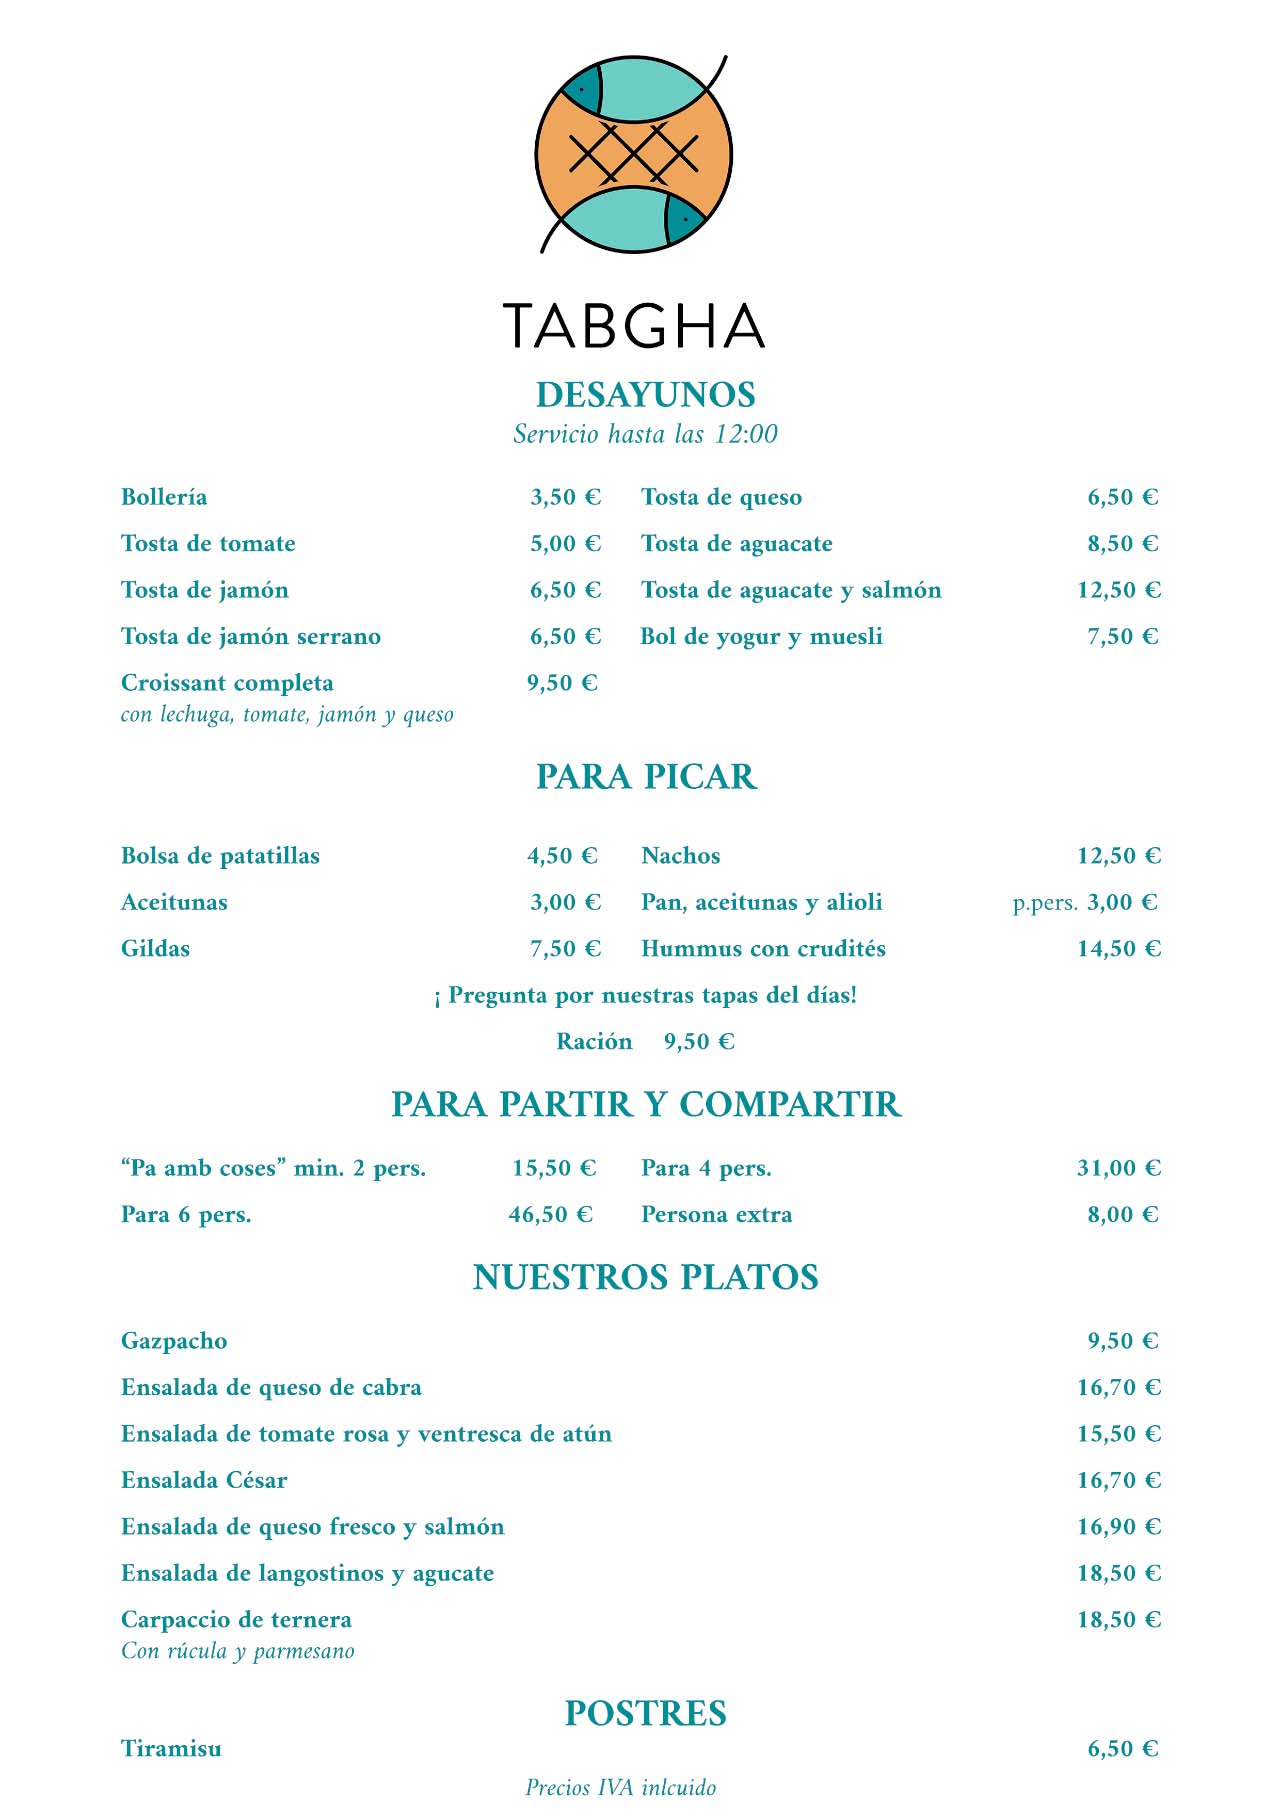 TABGHA
DESAYUNOS
Servicio hasta las 12:00
Bollería 3,50 € Tosta de queso 6,50 €
Tosta de tomate 5,00 € Tosta de aguacate 8,50 €
Tosta de jamón 6,50 € Tosta de aguacate y salmón 12,50 €
Tosta de jamón serrano 6,50 € Bol de yogur y muesli 7,50 €
Croissant completa 9,50 €
con lechuga, tomate, jamón y queso
PARA PICAR
Bolsa de patatillas 4,50 € Nachos 12,50 €
Aceitunas 3,00 € Pan, aceitunas y alioli p.pers. 3,00 €
Gildas 7,50 € Hummus con crudités 14,50 €
¡ Pregunta por nuestras tapas del días!
Ración 9,50 €
PARA PARTIR Y COMPARTIR
“Pa amb coses” min. 2 pers. 15,50 € Para 4 pers. 31,00 €
Para 6 pers. 46,50 € Persona extra 8,00 €
NUESTROS PLATOS
Gazpacho 9,50 €
Ensalada de queso de cabra 16,70 €
Ensalada de tomate rosa y ventresca de atún 15,50 €
Ensalada César 16,70 €
Ensalada de queso fresco y salmón 16,90 €
Ensalada de langostinos y agucate 18,50 €
Carpaccio de ternera 18,50 €
Con rúcula y parmesano
POSTRES
Tiramisu 6,50 €
Precios IVA inlcuido